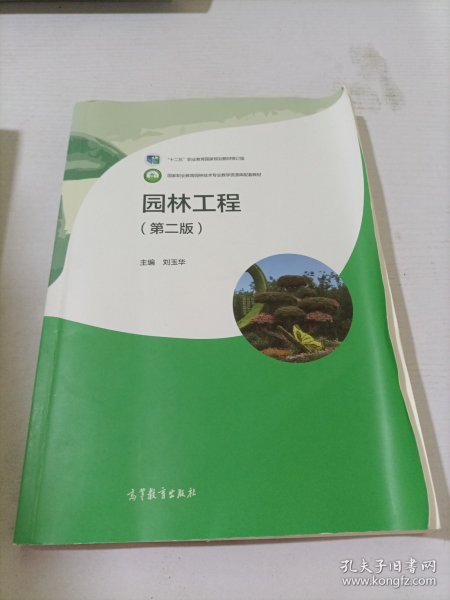 “十二五”职业教育国家规划教材修订版
国家职业教育园林技术专业教学资源库配套教材
园林工程
（第二版）
主编 刘玉华
高等教育出版社
孔夫子旧书网
www.kongfz.com